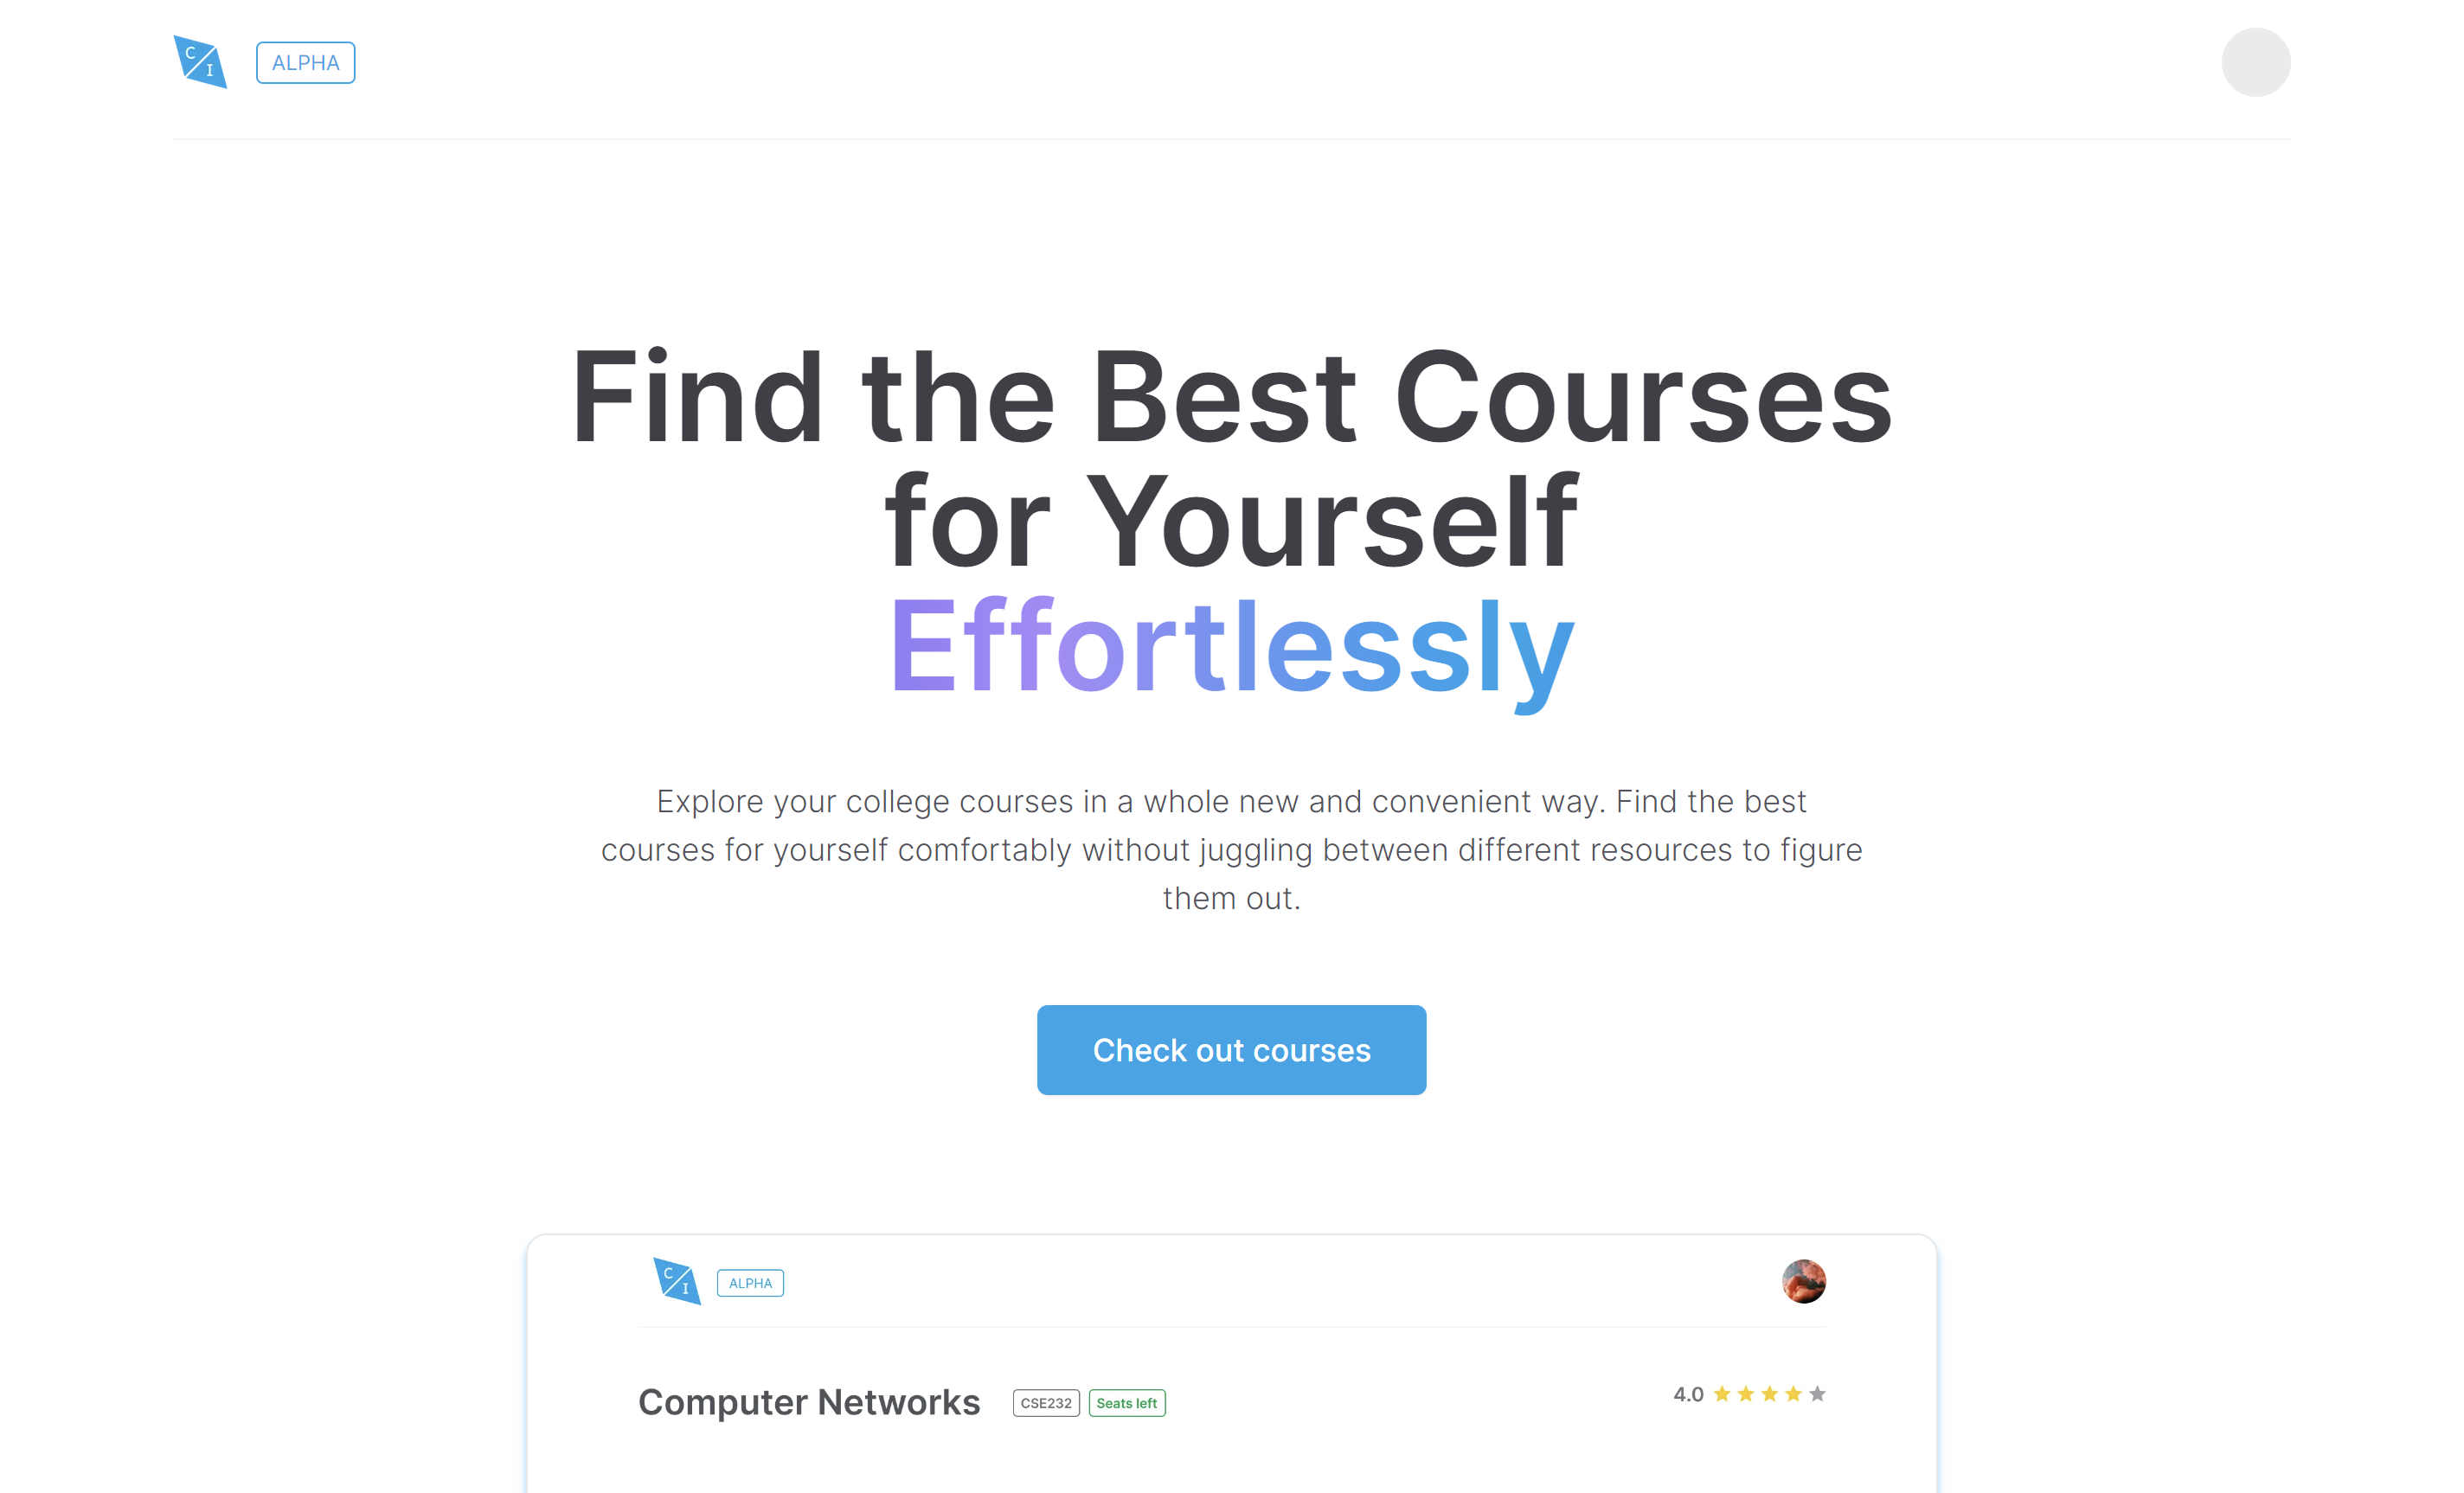 C I ALPHA
Find the Best Courses
for Yourself
Effortlessly
Explore your college courses in a whole new and convenient way. Find the best
courses for yourself comfortably without juggling between different resources to figure
them out.
Check out courses
C I ALPHA
Computer Networks CSE232 Seats left 4.0